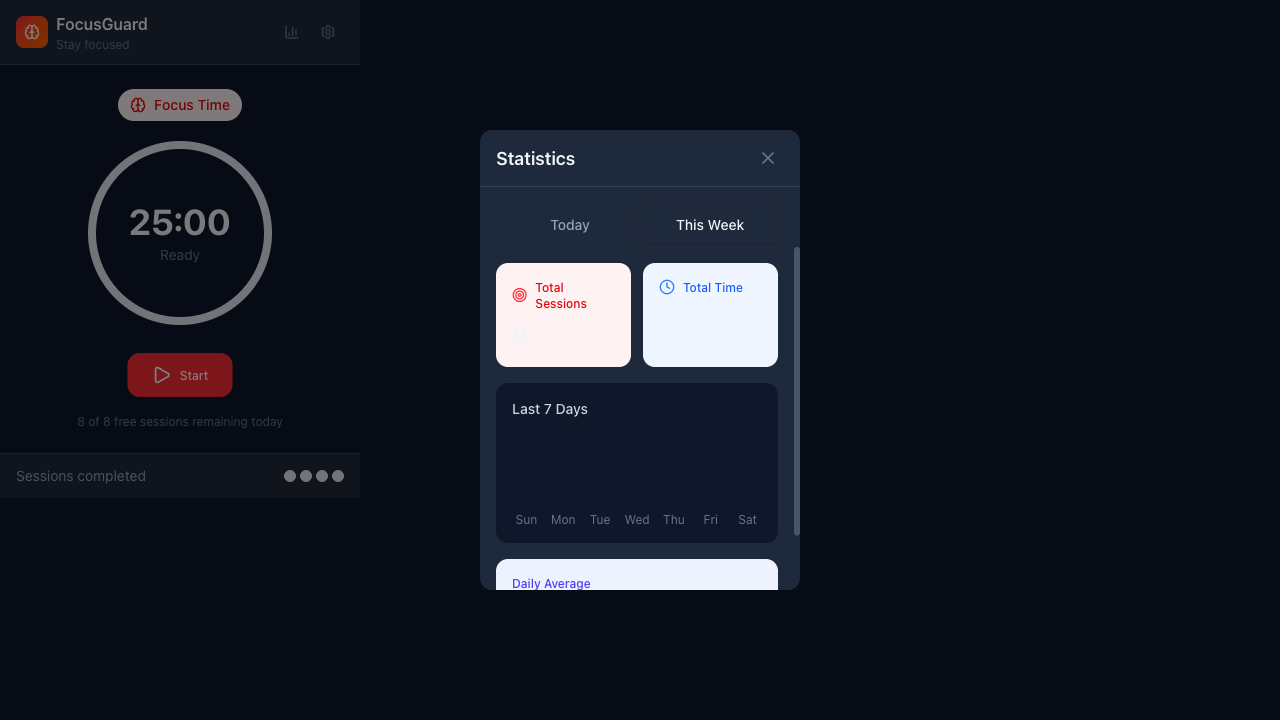 FocusGuard
Stay focused
Focus Time
25:00
Ready
Start
8 of 8 free sessions remaining today
Sessions completed
Statistics
Today
This Week
Total
Sessions
Total Time
Last 7 Days
Sun Mon Tue Wed Thu Fri Sat
Daily Average